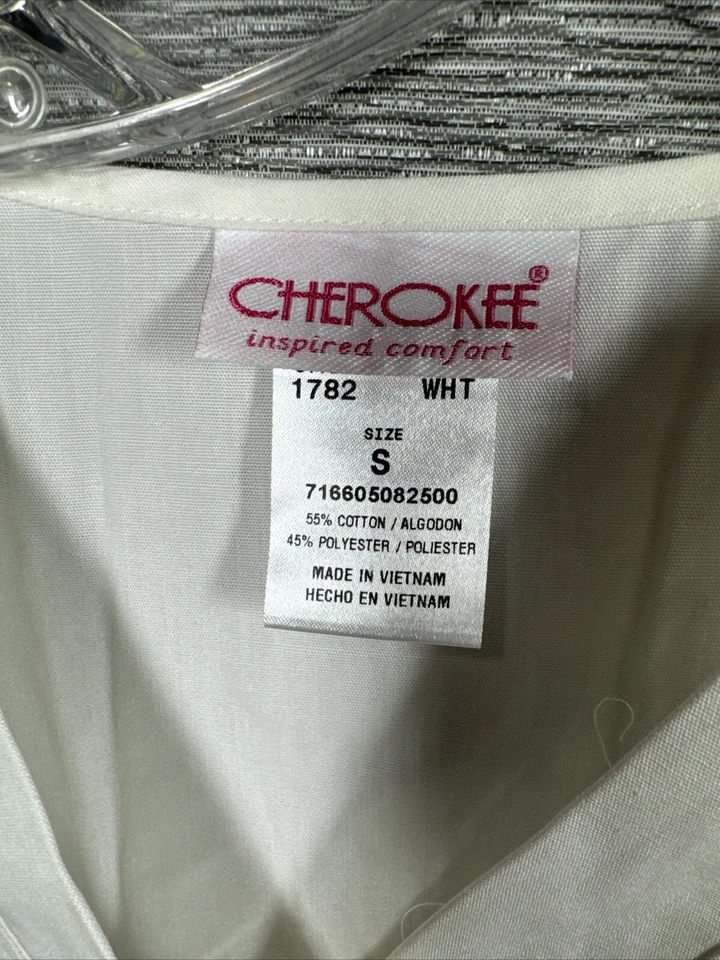 CHEROKEE®
inspired comfort
1782 WHT
SIZE
S
716605082500
55% COTTON / ALGODON
45% POLYESTER / POLIESTER
MADE IN VIETNAM
HECHO EN VIETNAM